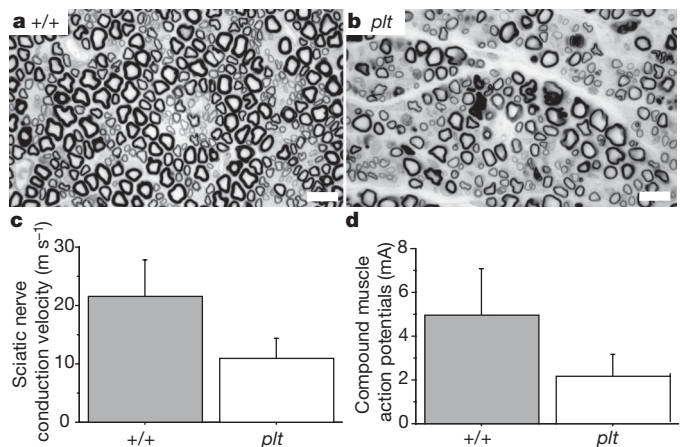 a +/+
b plt
c
Sciatic nerve
conduction velocity (m s⁻¹)
30
20
10
0
+/+
plt
d
Compound muscle
action potentials (mA)
8
6
4
2
0
+/+
plt